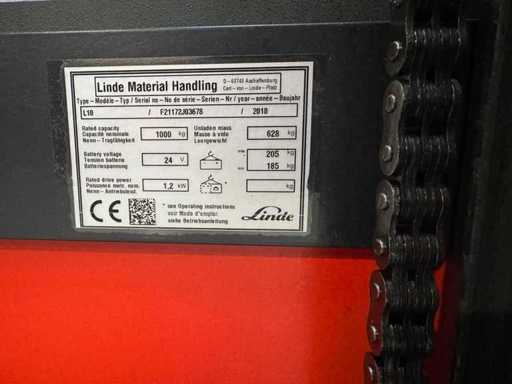 Linde Material Handling
D – 63743 Aschaffenburg
Carl – von – Linde – Platz
Type – Modèle – Typ / Serial no – No de série – Serien – Nr / year – année – Baujahr
L10 / F21172J03678 / 2018
Rated capacity
Capacité nominale
Nenn – Tragfähigkeit
1000 kg
Unladen mass
Masse à vide
Leergewicht
628 kg
Battery voltage
Tension batterie
Batteriespannung
24 V
max 205 kg
min 185 kg
Rated drive power
Puissance motr. nom.
Nenn – Antriebsleist.
1,2 kW
kg
CE
* see Operating instructions
voir Mode d'emploi
siehe Betriebsanleitung
Linde